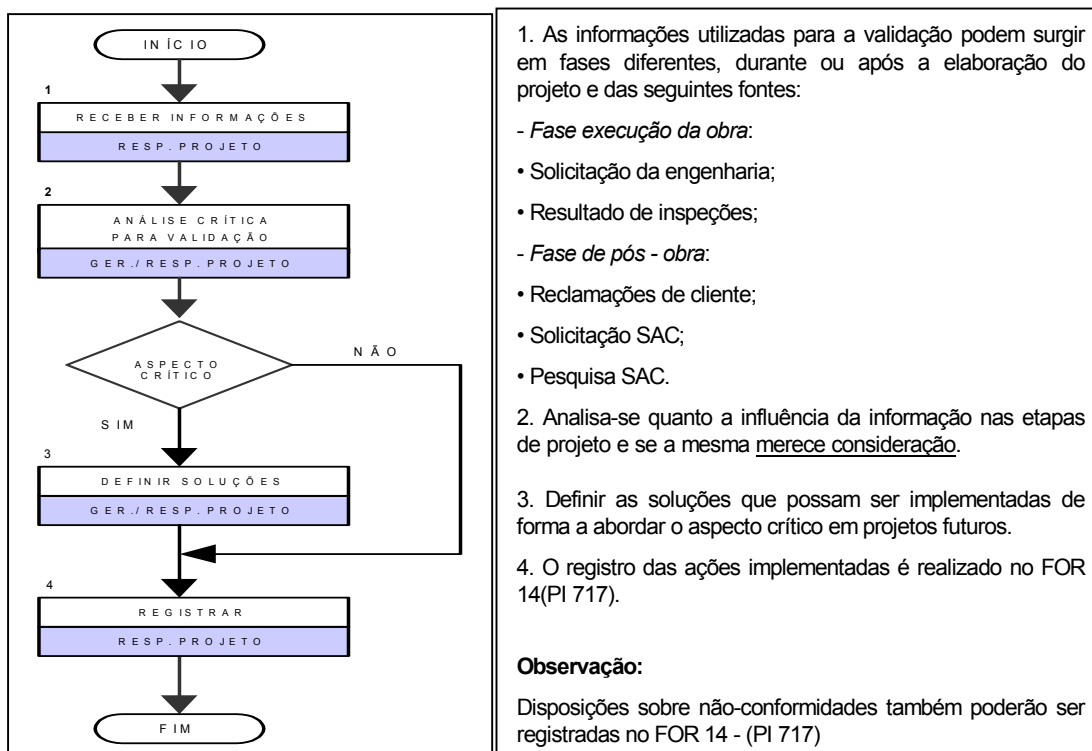 INÍCIO
1
RECEBER INFORMAÇÕES
RESP. PROJETO
2
ANÁLISE CRÍTICA
PARA VALIDAÇÃO
GER./ RESP. PROJETO
ASPECTO
CRÍTICO
NÃO
SIM
3
DEFINIR SOLUÇÕES
GER./ RESP. PROJETO
4
REGISTRAR
RESP. PROJETO
FIM
1. As informações utilizadas para a validação podem surgir
em fases diferentes, durante ou após a elaboração do
projeto e das seguintes fontes:
- Fase execução da obra:
• Solicitação da engenharia;
• Resultado de inspeções;
- Fase de pós - obra:
• Reclamações de cliente;
• Solicitação SAC;
• Pesquisa SAC.
2. Analisa-se quanto a influência da informação nas etapas
de projeto e se a mesma merece consideração.
3. Definir as soluções que possam ser implementadas de
forma a abordar o aspecto crítico em projetos futuros.
4. O registro das ações implementadas é realizado no FOR
14(PI 717).
Observação:
Disposições sobre não-conformidades também poderão ser
registradas no FOR 14 - (PI 717)